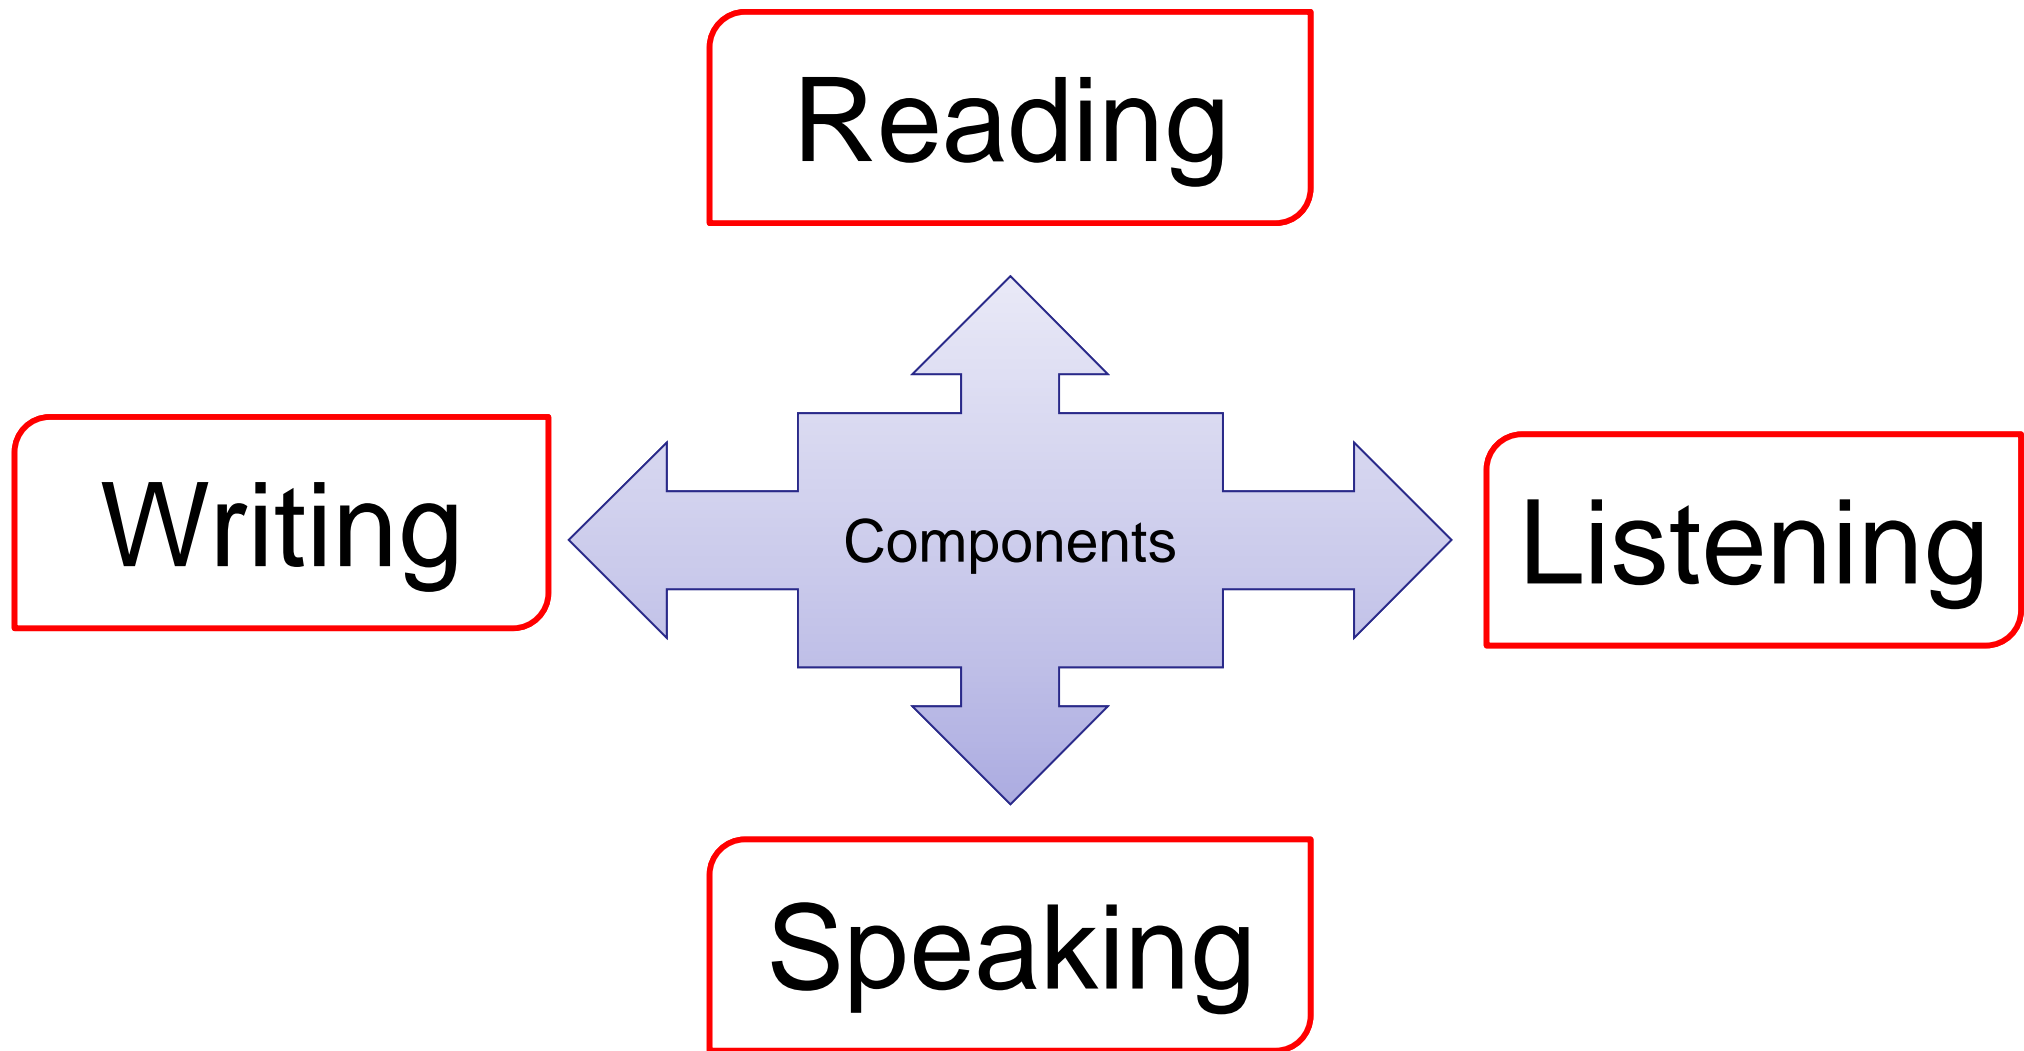 Reading
Writing
Components
Listening
Speaking